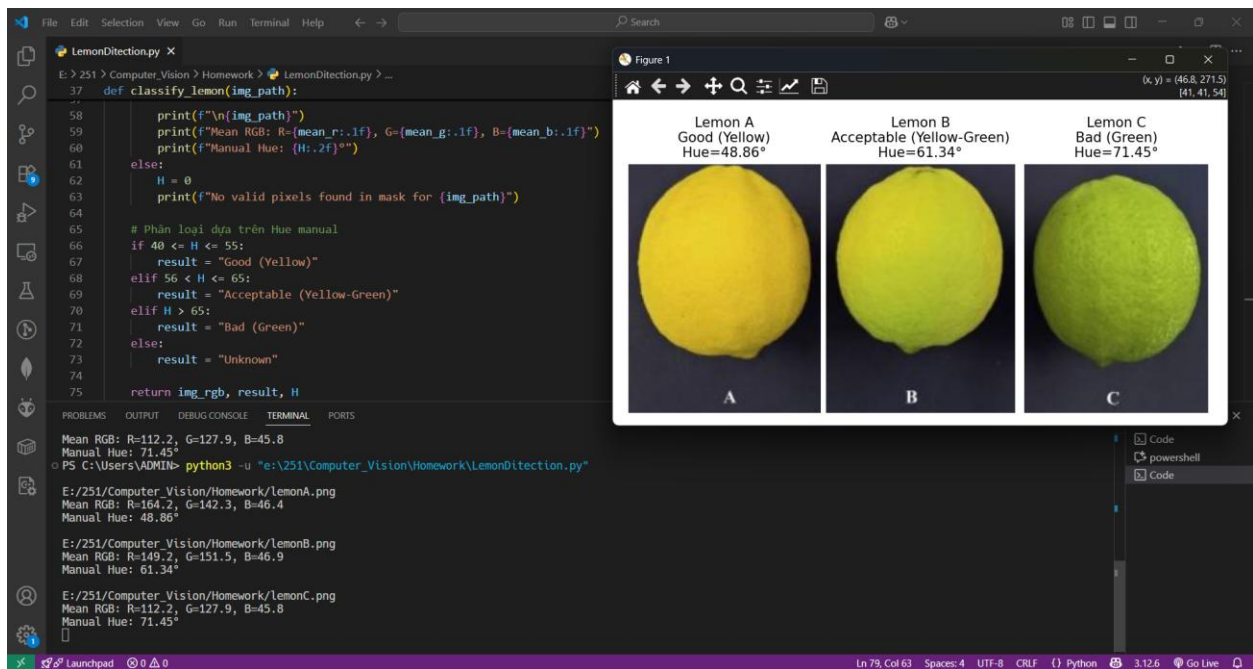 File Edit Selection View Go Run Terminal Help
Search
LemonDitection.py
E: > 251 > Computer_Vision > Homework > LemonDitection.py > ...
37 def classify_lemon(img_path):
58 print(f"\n{img_path}")
59 print(f"Mean RGB: R={mean_r:.1f}, G={mean_g:.1f}, B={mean_b:.1f}")
60 print(f"Manual Hue: {H:.2f}°")
61 else:
62 H = 0
63 print(f"No valid pixels found in mask for {img_path}")
64
65 # Phân loại dựa trên Hue manual
66 if 40 <= H <= 55:
67 result = "Good (Yellow)"
68 elif 56 < H <= 65:
69 result = "Acceptable (Yellow-Green)"
70 elif H > 65:
71 result = "Bad (Green)"
72 else:
73 result = "Unknown"
74
75 return img_rgb, result, H
Figure 1
(x, y) = (46.8, 271.5)
[41, 41, 54]
Lemon A
Good (Yellow)
Hue=48.86°
Lemon B
Acceptable (Yellow-Green)
Hue=61.34°
Lemon C
Bad (Green)
Hue=71.45°
A
B
C
PROBLEMS OUTPUT DEBUG CONSOLE TERMINAL PORTS
Mean RGB: R=112.2, G=127.9, B=45.8
Manual Hue: 71.45°
PS C:\Users\ADMIN> python3 -u "e:\251\Computer_Vision\Homework\LemonDitection.py"
E:/251/Computer_Vision/Homework/lemonA.png
Mean RGB: R=164.2, G=142.3, B=46.4
Manual Hue: 48.86°
E:/251/Computer_Vision/Homework/lemonB.png
Mean RGB: R=149.2, G=151.5, B=46.9
Manual Hue: 61.34°
E:/251/Computer_Vision/Homework/lemonC.png
Mean RGB: R=112.2, G=127.9, B=45.8
Manual Hue: 71.45°
Code
powershell
Code
Launchpad 0 0 Ln 79, Col 63 Spaces: 4 UTF-8 CRLF {} Python 3.12.6 Go Live